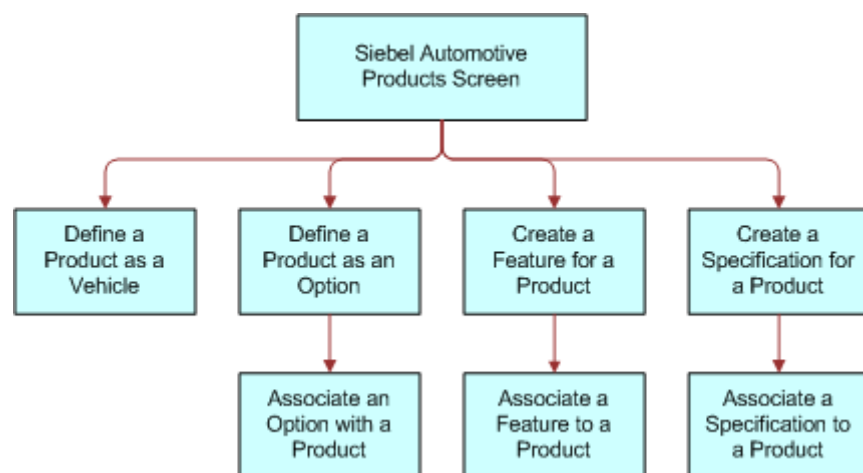 Siebel Automotive
Products Screen
Define a
Product as a
Vehicle
Define a
Product as an
Option
Create a
Feature for a
Product
Create a
Specification for
a Product
Associate an
Option with a
Product
Associate a
Feature to a
Product
Associate a
Specification to
a Product